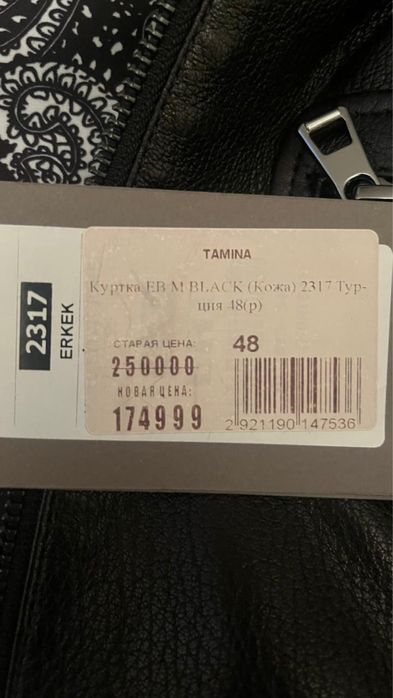 TAMINA
Куртка EB M BLACK (Кожа) 2317 Тур-
ция 48(р)
СТАРАЯ ЦЕНА:
250000
НОВАЯ ЦЕНА:
174999
48
2 921190 147536
2317
ERKEK